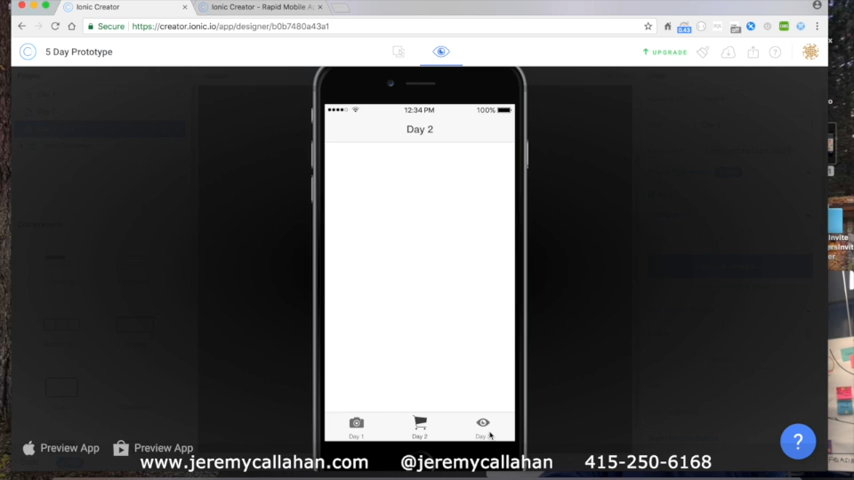 Ionic Creator
Ionic Creator - Rapid Mobile A
Secure
https://creator.ionic.io/app/designer/b0b7480a43a1
5 Day Prototype
UPGRADE
12:34 PM
100%
Day 2
Day 1
Day 2
Day
Preview App
Preview App
?
www.jeremycallahan.com @jeremycallahan 415-250-6168